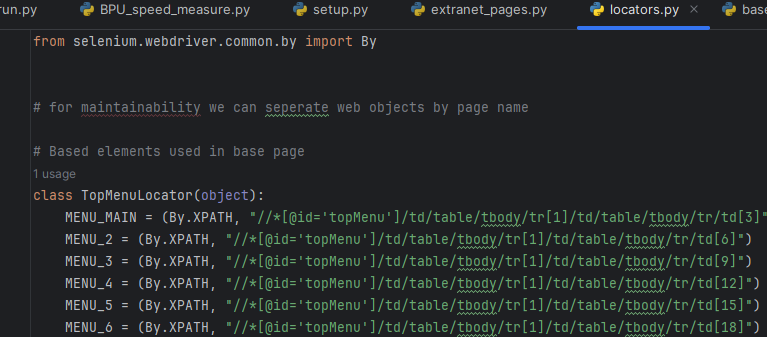 run.py BPU_speed_measure.py setup.py extranet_pages.py locators.py × base
from selenium.webdriver.common.by import By
# for maintainability we can seperate web objects by page name
# Based elements used in base page
1 usage
class TopMenuLocator(object):
MENU_MAIN = (By.XPATH, "//*[@id='topMenu']/td/table/tbody/tr[1]/td/table/tbody/tr/td[3]"
MENU_2 = (By.XPATH, "//*[@id='topMenu']/td/table/tbody/tr[1]/td/table/tbody/tr/td[6]")
MENU_3 = (By.XPATH, "//*[@id='topMenu']/td/table/tbody/tr[1]/td/table/tbody/tr/td[9]")
MENU_4 = (By.XPATH, "//*[@id='topMenu']/td/table/tbody/tr[1]/td/table/tbody/tr/td[12]")
MENU_5 = (By.XPATH, "//*[@id='topMenu']/td/table/tbody/tr[1]/td/table/tbody/tr/td[15]")
MENU_6 = (By.XPATH, "//*[@id='topMenu']/td/table/tbody/tr[1]/td/table/tbody/tr/td[18]")